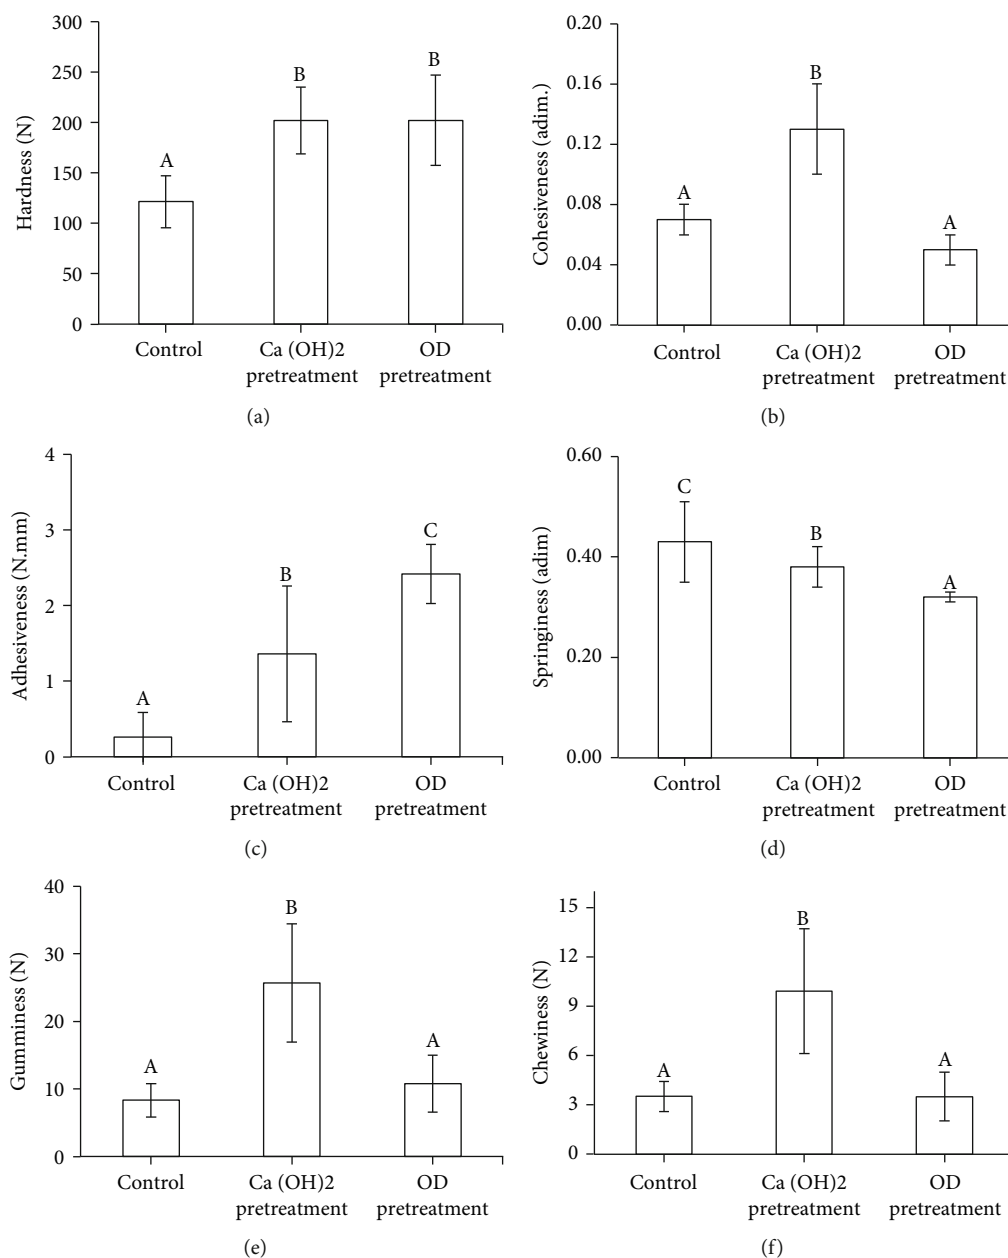 300
250
200
150
100
50
0
Hardness (N)
A
B
B
Control
Ca (OH)2
pretreatment
OD
pretreatment
(a)
0.20
0.16
0.12
0.08
0.04
0.00
Cohesiveness (adim.)
A
B
A
Control
Ca (OH)2
pretreatment
OD
pretreatment
(b)
4
3
2
1
0
Adhesiveness (N.mm)
A
B
C
Control
Ca (OH)2
pretreatment
OD
pretreatment
(c)
0.60
0.40
0.20
0.00
Springiness (adim)
C
B
A
Control
Ca (OH)2
pretreatment
OD
pretreatment
(d)
40
30
20
10
0
Gumminess (N)
A
B
A
Control
Ca (OH)2
pretreatment
OD
pretreatment
(e)
15
12
9
6
3
0
Chewiness (N)
A
B
A
Control
Ca (OH)2
pretreatment
OD
pretreatment
(f)